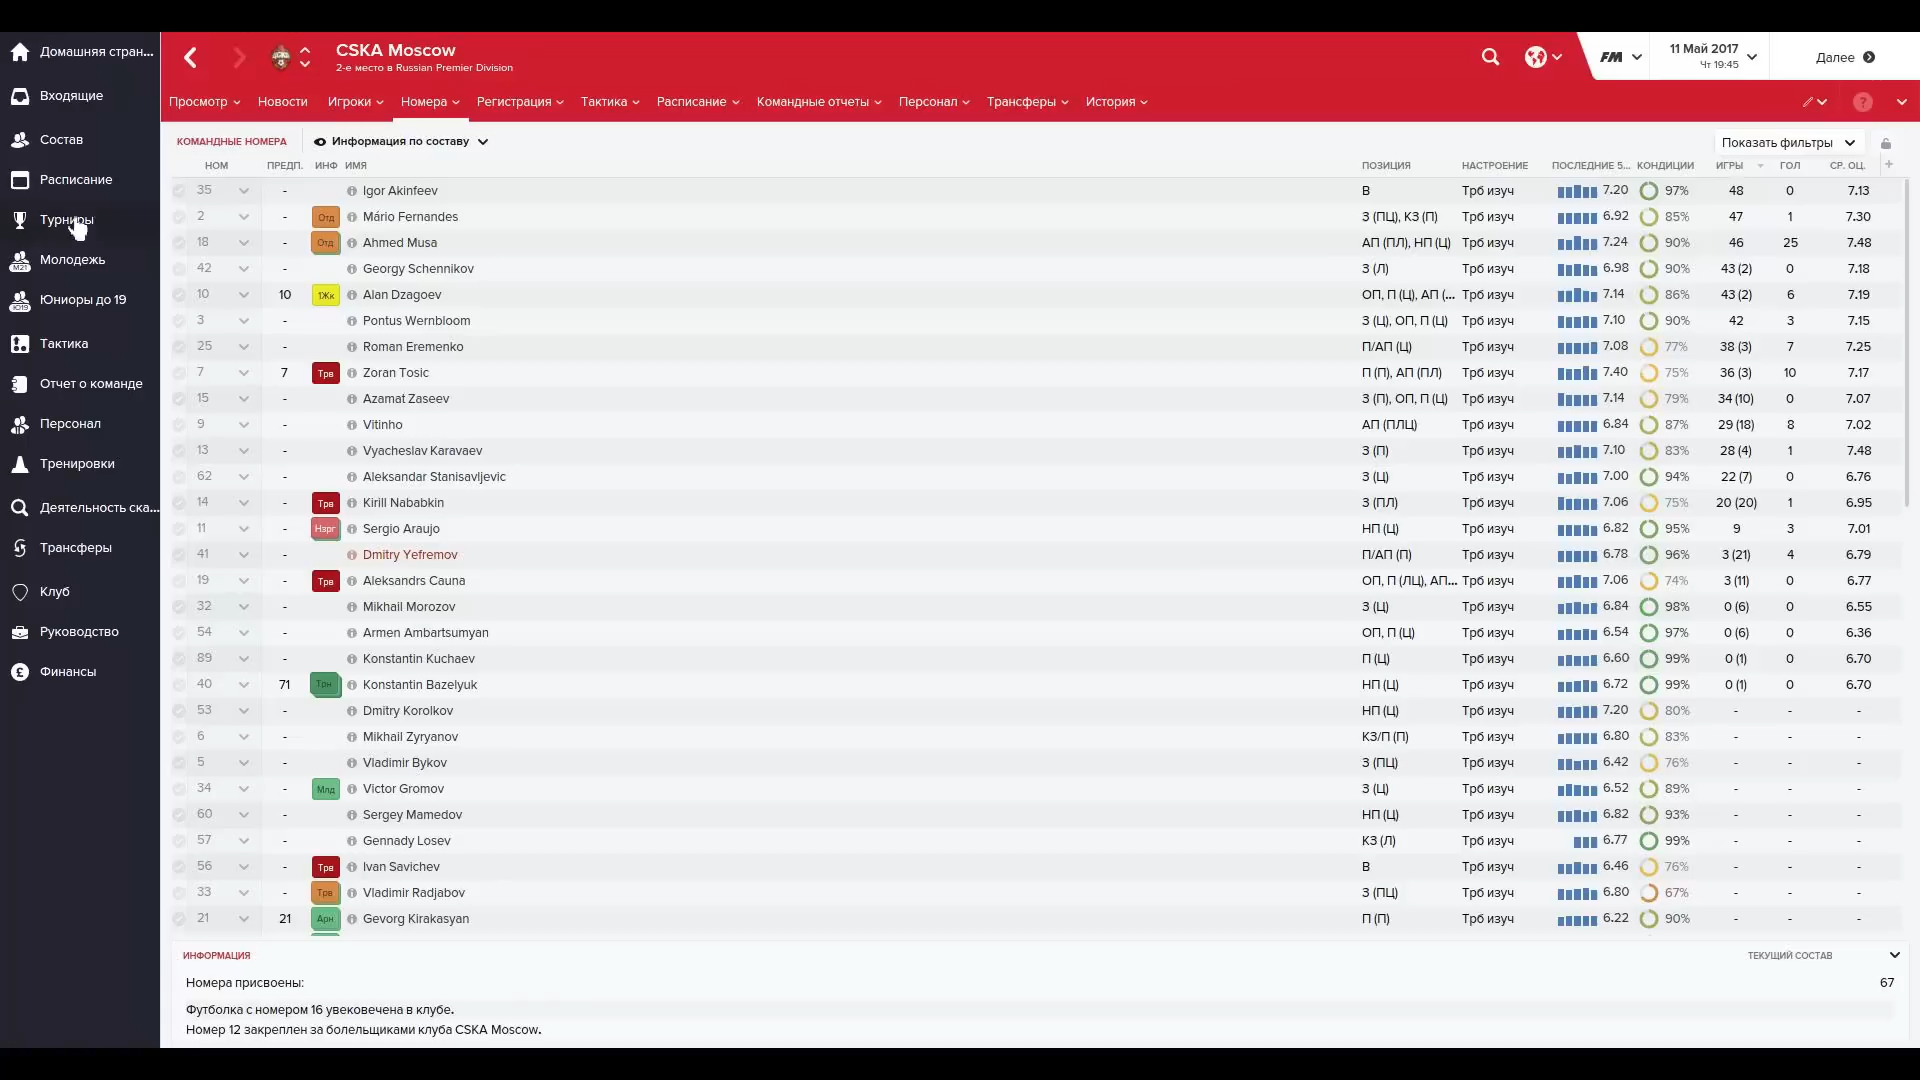 Домашняя стран...
Входящие
Состав
Расписание
Турниры
Молодежь
Юниоры до 19
Тактика
Отчет о команде
Персонал
Тренировки
Деятельность ска...
Трансферы
Клуб
Руководство
Финансы
CSKA Moscow
2-е место в Russian Premier Division
FM
11 Май 2017
Чт 19:45
Далее
Просмотр Новости Игроки Номера Регистрация Тактика Расписание Командные отчеты Персонал Трансферы История
КОМАНДНЫЕ НОМЕРА Информация по составу Показать фильтры
НОМ ПРЕДП. ИНФ ИМЯ ПОЗИЦИЯ НАСТРОЕНИЕ ПОСЛЕДНИЕ 5... КОНДИЦИИ ИГРЫ ГОЛ СР. ОЦ.
35 - Igor Akinfeev В Трб изуч 7.20 97% 48 0 7.13
2 - Отд Mário Fernandes З (ПЦ), КЗ (П) Трб изуч 6.92 85% 47 1 7.30
18 - Отд Ahmed Musa АП (ПЛ), НП (Ц) Трб изуч 7.24 90% 46 25 7.48
42 - Georgy Schennikov З (Л) Трб изуч 6.98 90% 43 (2) 0 7.18
10 10 1Жк Alan Dzagoev ОП, П (Ц), АП (... Трб изуч 7.14 86% 43 (2) 6 7.19
3 - Pontus Wernbloom З (Ц), ОП, П (Ц) Трб изуч 7.10 90% 42 3 7.15
25 - Roman Eremenko П/АП (Ц) Трб изуч 7.08 77% 38 (3) 7 7.25
7 7 Трв Zoran Tosic П (П), АП (ПЛ) Трб изуч 7.40 75% 36 (3) 10 7.17
15 - Azamat Zaseev З (П), ОП, П (Ц) Трб изуч 7.14 79% 34 (10) 0 7.07
9 - Vitinho АП (ПЛЦ) Трб изуч 6.84 87% 29 (18) 8 7.02
13 - Vyacheslav Karavaev З (П) Трб изуч 7.10 83% 28 (4) 1 7.48
62 - Aleksandar Stanisavljevic З (Ц) Трб изуч 7.00 94% 22 (7) 0 6.76
14 - Трв Kirill Nababkin З (ПЛ) Трб изуч 7.06 75% 20 (20) 1 6.95
11 - Нзрг Sergio Araujo НП (Ц) Трб изуч 6.82 95% 9 3 7.01
41 - Dmitry Yefremov П/АП (П) Трб изуч 6.78 96% 3 (21) 4 6.79
19 - Трв Aleksandrs Cauna ОП, П (ЛЦ), АП... Трб изуч 7.06 74% 3 (11) 0 6.77
32 - Mikhail Morozov З (Ц) Трб изуч 6.84 98% 0 (6) 0 6.55
54 - Armen Ambartsumyan ОП, П (Ц) Трб изуч 6.54 97% 0 (6) 0 6.36
89 - Konstantin Kuchaev П (Ц) Трб изуч 6.60 99% 0 (1) 0 6.70
40 71 Трн Konstantin Bazelyuk НП (Ц) Трб изуч 6.72 99% 0 (1) 0 6.70
53 - Dmitry Korolkov НП (Ц) Трб изуч 7.20 80% - - -
6 - Mikhail Zyryanov КЗ/П (П) Трб изуч 6.80 83% - - -
5 - Vladimir Bykov З (ПЦ) Трб изуч 6.42 76% - - -
34 - Млд Victor Gromov З (Ц) Трб изуч 6.52 89% - - -
60 - Sergey Mamedov НП (Ц) Трб изуч 6.82 93% - - -
57 - Gennady Losev КЗ (Л) Трб изуч 6.77 99% - - -
56 - Трв Ivan Savichev В Трб изуч 6.46 76% - - -
33 - Трв Vladimir Radjabov З (ПЦ) Трб изуч 6.80 67% - - -
21 21 Арн Gevorg Kirakasyan П (П) Трб изуч 6.22 90% - - -
ИНФОРМАЦИЯ ТЕКУЩИЙ СОСТАВ
Номера присвоены: 67
Футболка с номером 16 увековечена в клубе.
Номер 12 закреплен за болельщиками клуба CSKA Moscow.